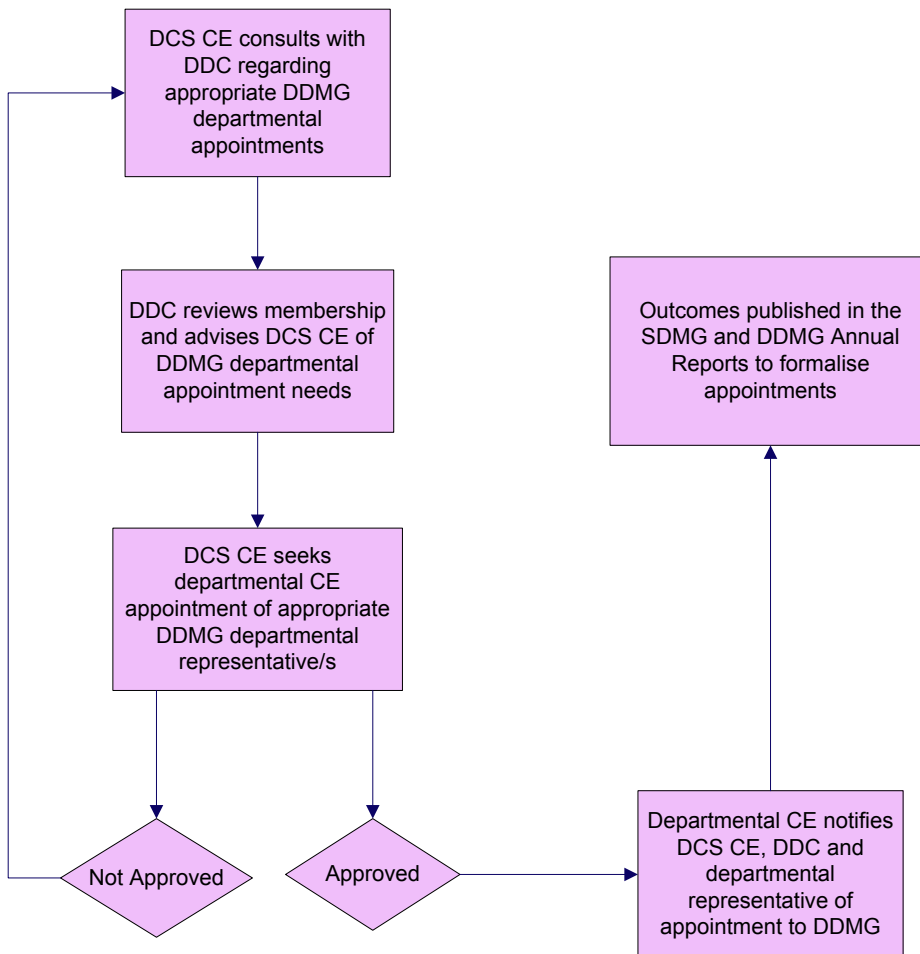 DCS CE consults with
DDC regarding
appropriate DDMG
departmental
appointments
DDC reviews membership
and advises DCS CE of
DDMG departmental
appointment needs
Outcomes published in the
SDMG and DDMG Annual
Reports to formalise
appointments
DCS CE seeks
departmental CE
appointment of appropriate
DDMG departmental
representative/s
Not Approved
Approved
Departmental CE notifies
DCS CE, DDC and
departmental
representative of
appointment to DDMG